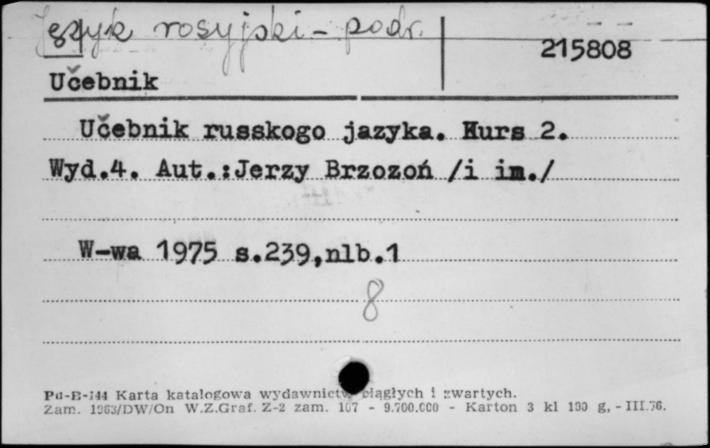 Język rosyjski - podr.
215808
Učebnik
Učebnik russkogo jazyka. Kurs 2.
Wyd.4. Aut.:Jerzy Brzozoń /i in./
W-wa 1975 s.239,nlb.1
8
Pu-B-144 Karta katalogowa wydawnictw ciągłych i zwartych.
Zam. 1963/DW/On W.Z.Graf. Z-2 zam. 107 - 9.700.000 - Karton 3 kl 190 g, - III.76.